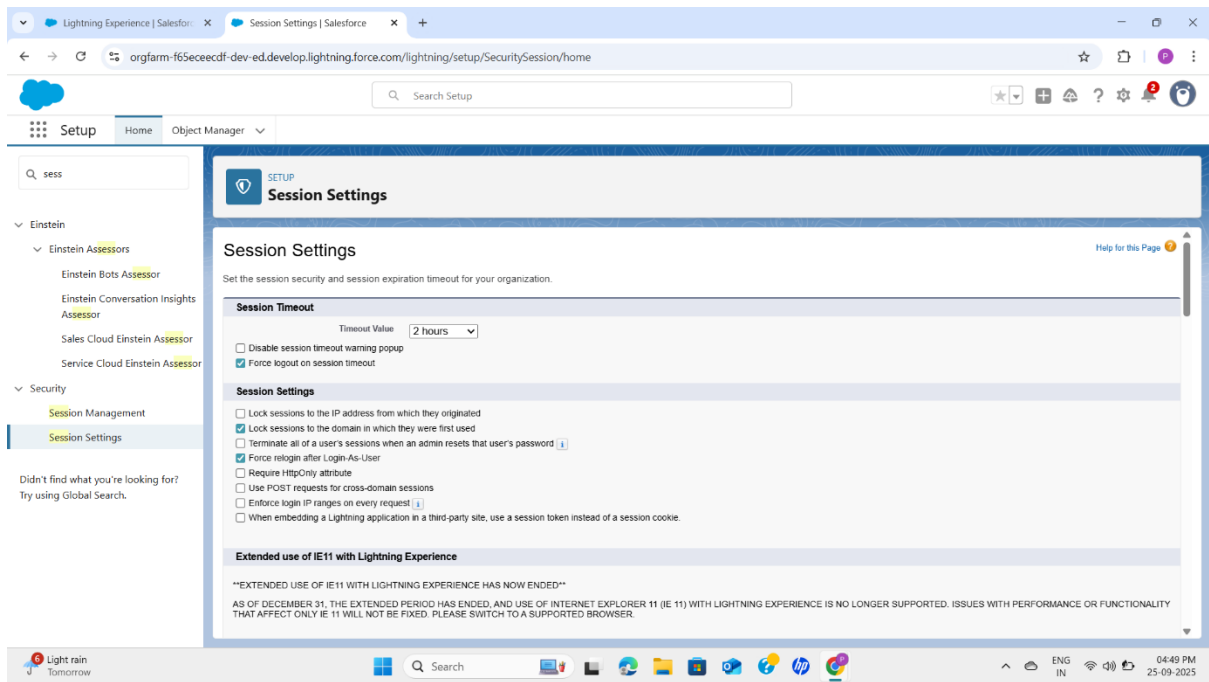 Lightning Experience | Salesforc
Session Settings | Salesforce
orgfarm-f65eceecdf-dev-ed.develop.lightning.force.com/lightning/setup/SecuritySession/home
P
Search Setup
2
Setup
Home
Object Manager
sess
Einstein
Einstein Assessors
Einstein Bots Assessor
Einstein Conversation Insights
Assessor
Sales Cloud Einstein Assessor
Service Cloud Einstein Assessor
Security
Session Management
Session Settings
Didn't find what you're looking for?
Try using Global Search.
SETUP
Session Settings
Session Settings
Help for this Page
Set the session security and session expiration timeout for your organization.
Session Timeout
Timeout Value 2 hours
Disable session timeout warning popup
Force logout on session timeout
Session Settings
Lock sessions to the IP address from which they originated
Lock sessions to the domain in which they were first used
Terminate all of a user's sessions when an admin resets that user's password i
Force relogin after Login-As-User
Require HttpOnly attribute
Use POST requests for cross-domain sessions
Enforce login IP ranges on every request i
When embedding a Lightning application in a third-party site, use a session token instead of a session cookie.
Extended use of IE11 with Lightning Experience
**EXTENDED USE OF IE11 WITH LIGHTNING EXPERIENCE HAS NOW ENDED**
AS OF DECEMBER 31, THE EXTENDED PERIOD HAS ENDED, AND USE OF INTERNET EXPLORER 11 (IE 11) WITH LIGHTNING EXPERIENCE IS NO LONGER SUPPORTED. ISSUES WITH PERFORMANCE OR FUNCTIONALITY
THAT AFFECT ONLY IE 11 WILL NOT BE FIXED. PLEASE SWITCH TO A SUPPORTED BROWSER.
6
Light rain
Tomorrow
Search
hp
P
ENG
IN
04:49 PM
25-09-2025